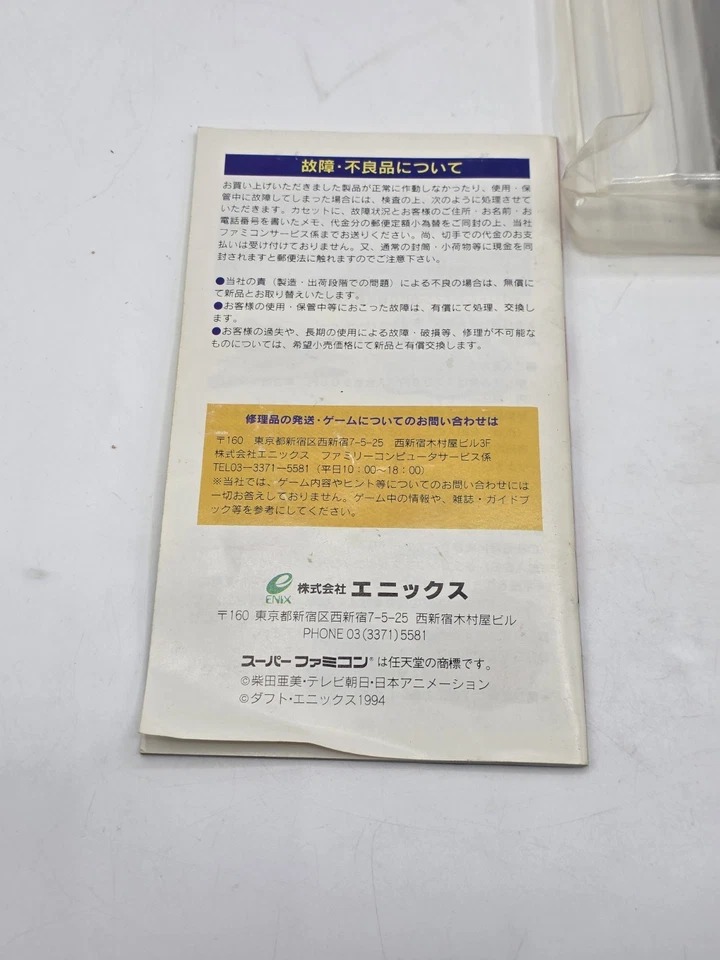 故障・不良品について
お買い上げいただきました製品が正常に作動しなかったり、使用・保
管中に故障してしまった場合には、検査の上、次のように処理させて
いただきます。カセットに、故障状況とお客様のご住所・お名前・お
電話番号を書いたメモ、代金分の郵便定額小為替をご同封の上、当社
ファミコンサービス係までお送りください。尚、切手での代金のお支
払いは受け付けておりません。又、通常の封筒・小荷物等に現金を同
封されますと郵便法に触れますのでご注意下さい。
●当社の責（製造・出荷段階での問題）による不良の場合は、無償に
て新品とお取り替えいたします。
●お客様の使用・保管中等におこった故障は、有償にて処理、交換し
ます。
●お客様の過失や、長期の使用による故障・破損等、修理が不可能な
ものについては、希望小売価格にて新品と有償交換します。
修理品の発送・ゲームについてのお問い合わせは
〒160 東京都新宿区西新宿7-5-25 西新宿木村屋ビル3F
株式会社エニックス ファミリーコンピュータサービス係
TEL03-3371-5581（平日10：00～18：00）
※当社では、ゲーム内容やヒント等についてのお問い合わせには
一切お答えしておりません。ゲーム中の情報や、雑誌・ガイドブ
ック等を参考にしてください。
e ENIX 株式会社 エニックス
〒160 東京都新宿区西新宿7-5-25 西新宿木村屋ビル
PHONE 03(3371)5581
スーパーファミコン®は任天堂の商標です。
©柴田亜美・テレビ朝日・日本アニメーション
©ダフト・エニックス1994